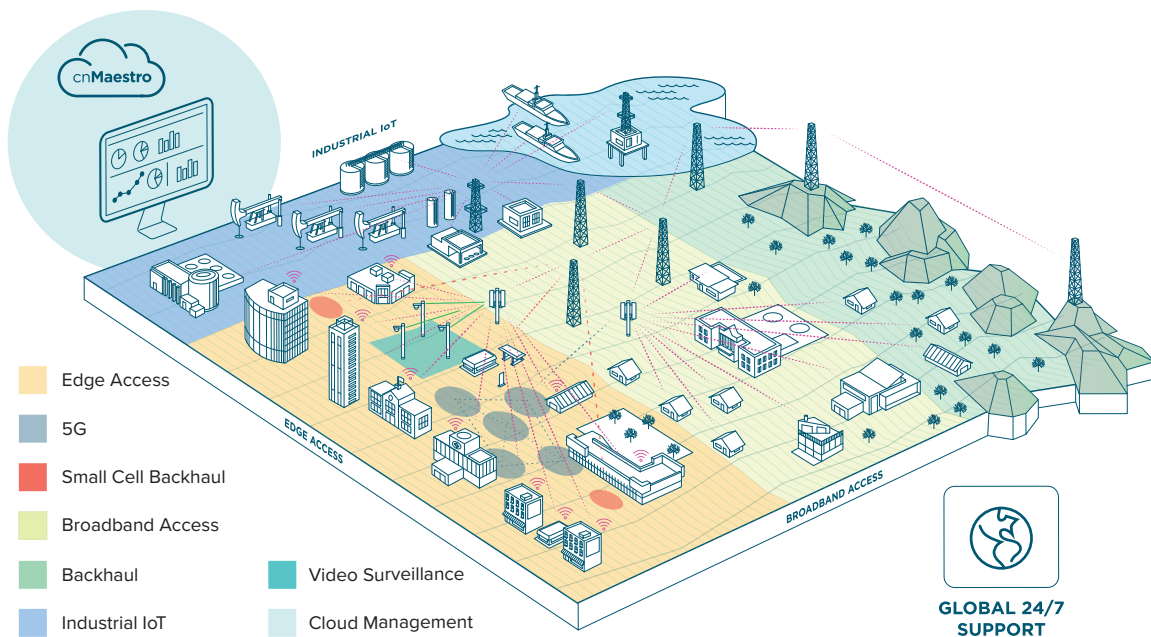 cnMaestro
INDUSTRIAL IoT
EDGE ACCESS
BROADBAND ACCESS
Edge Access
5G
Small Cell Backhaul
Broadband Access
Backhaul
Industrial IoT
Video Surveillance
Cloud Management
GLOBAL 24/7
SUPPORT